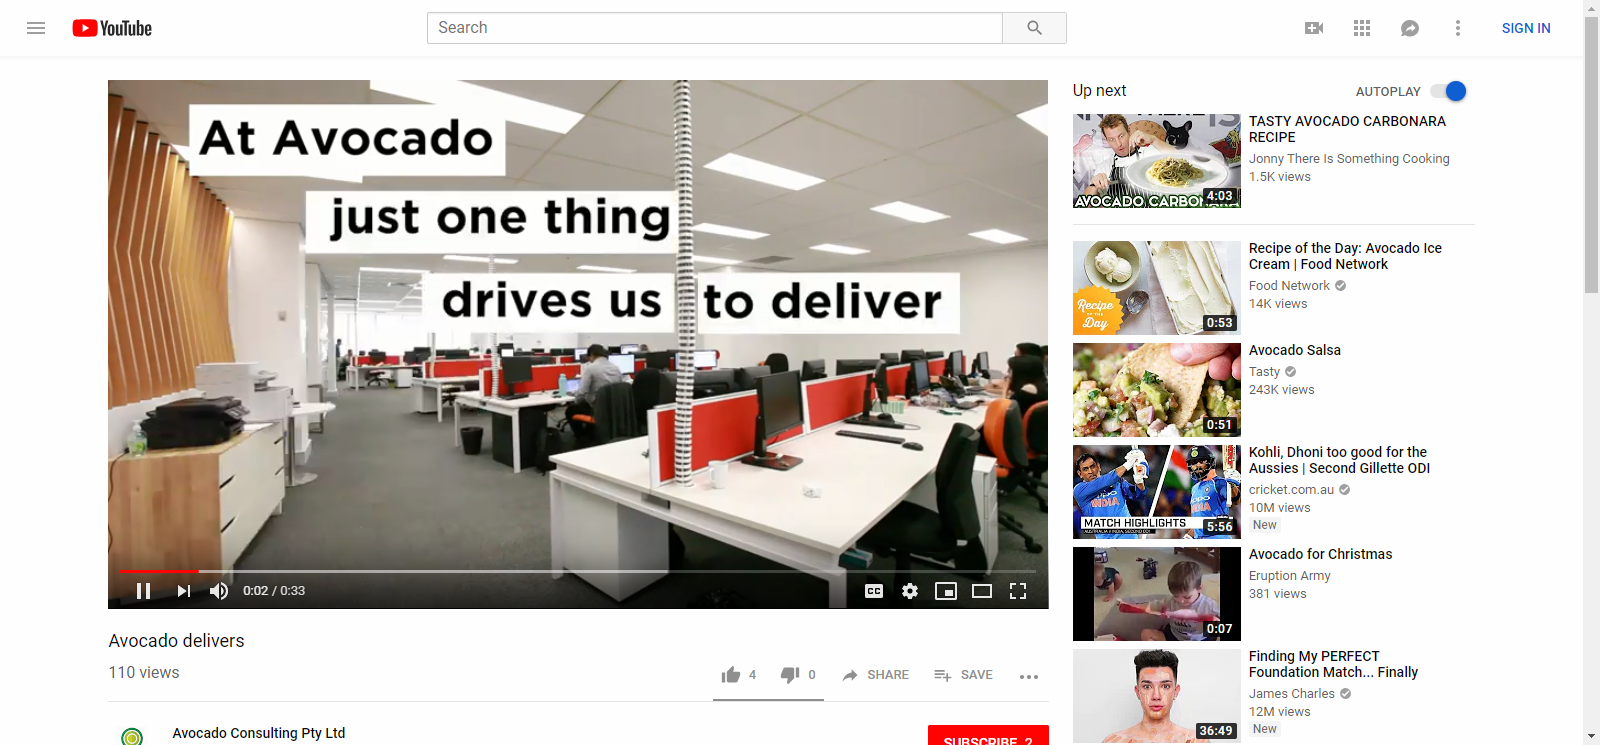 YouTube
Search
SIGN IN
At Avocado
just one thing
drives us to deliver
0:02 / 0:33
CC
Avocado delivers
110 views
4
0
SHARE
SAVE
Avocado Consulting Pty Ltd
SUBSCRIBE 2
Up next
AUTOPLAY
AVOCADO CARBONARA
4:03
TASTY AVOCADO CARBONARA
RECIPE
Jonny There Is Something Cooking
1.5K views
Recipe
OF THE
Day
0:53
Recipe of the Day: Avocado Ice
Cream | Food Network
Food Network
14K views
0:51
Avocado Salsa
Tasty
243K views
INDIA
INDIA
MATCH HIGHLIGHTS
5:56
Kohli, Dhoni too good for the
Aussies | Second Gillette ODI
cricket.com.au
10M views
New
0:07
Avocado for Christmas
Eruption Army
381 views
36:49
Finding My PERFECT
Foundation Match... Finally
James Charles
12M views
New